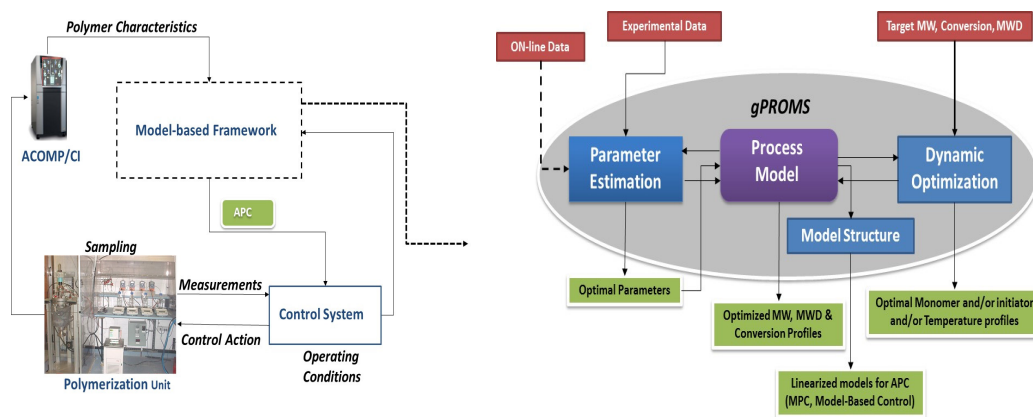 Polymer Characteristics
ACOMP/CI
Model-based Framework
APC
Sampling
Measurements
Control System
Control Action
Operating
Conditions
Polymerization Unit
ON-line Data
Experimental Data
Target MW, Conversion, MWD
gPROMS
Parameter
Estimation
Process
Model
Dynamic
Optimization
Model Structure
Optimal Parameters
Optimized MW, MWD &
Conversion Profiles
Optimal Monomer and/or initiator
and/or Temperature profiles
Linearized models for APC
(MPC, Model-Based Control)